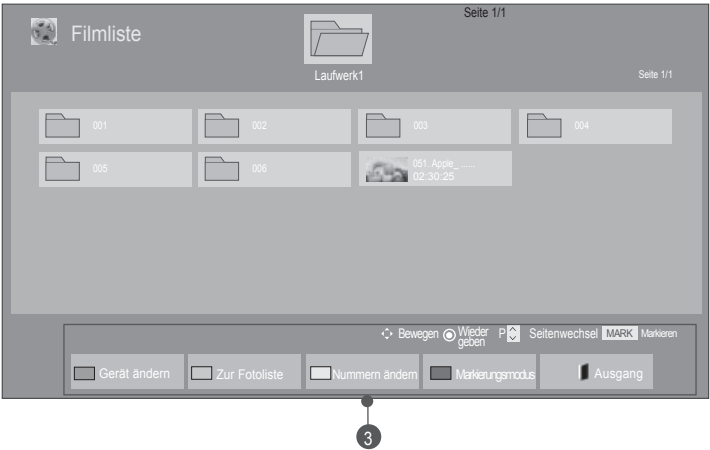 Seite 1/1
Filmliste
Laufwerk1
Seite 1/1
001 002 003 004
005 006 051. Apple_ ......
02:30:25
Bewegen Wieder geben P Seitenwechsel MARK Markieren
Gerät ändern Zur Fotoliste Nummern ändern Markierungsmodus Ausgang
3